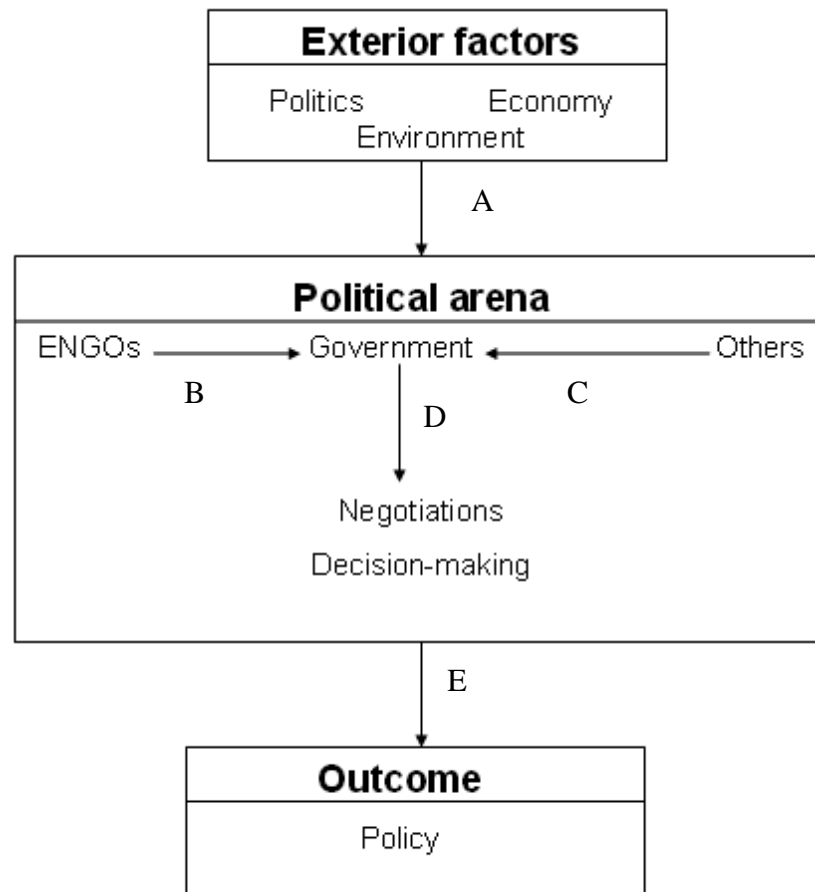 Exterior factors
Politics Economy
Environment
A
Political arena
ENGOs Government Others
B C
D
Negotiations
Decision-making
E
Outcome
Policy